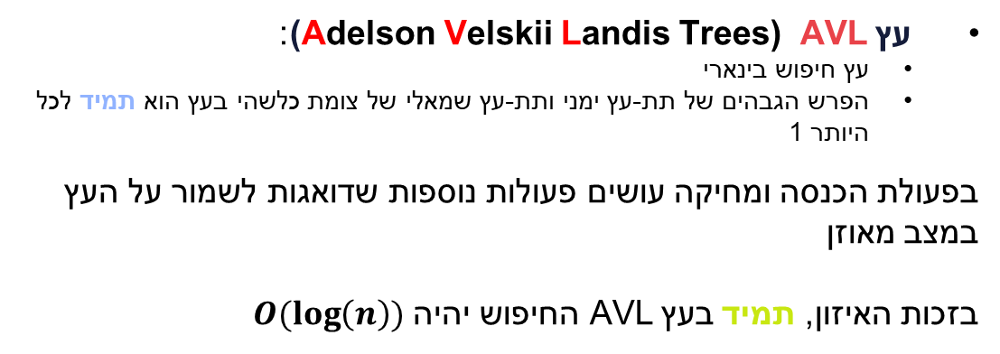 • עץ AVL (Adelson Velskii Landis Trees):
• עץ חיפוש בינארי
• הפרש הגבהים של תת-עץ ימני ותת-עץ שמאלי של צומת כלשהי בעץ הוא תמיד לכל
היותר 1
בפעולת הכנסה ומחיקה עושים פעולות נוספות שדואגות לשמור על העץ
במצב מאוזן
בזכות האיזון, תמיד בעץ AVL החיפוש יהיה O(log(n))